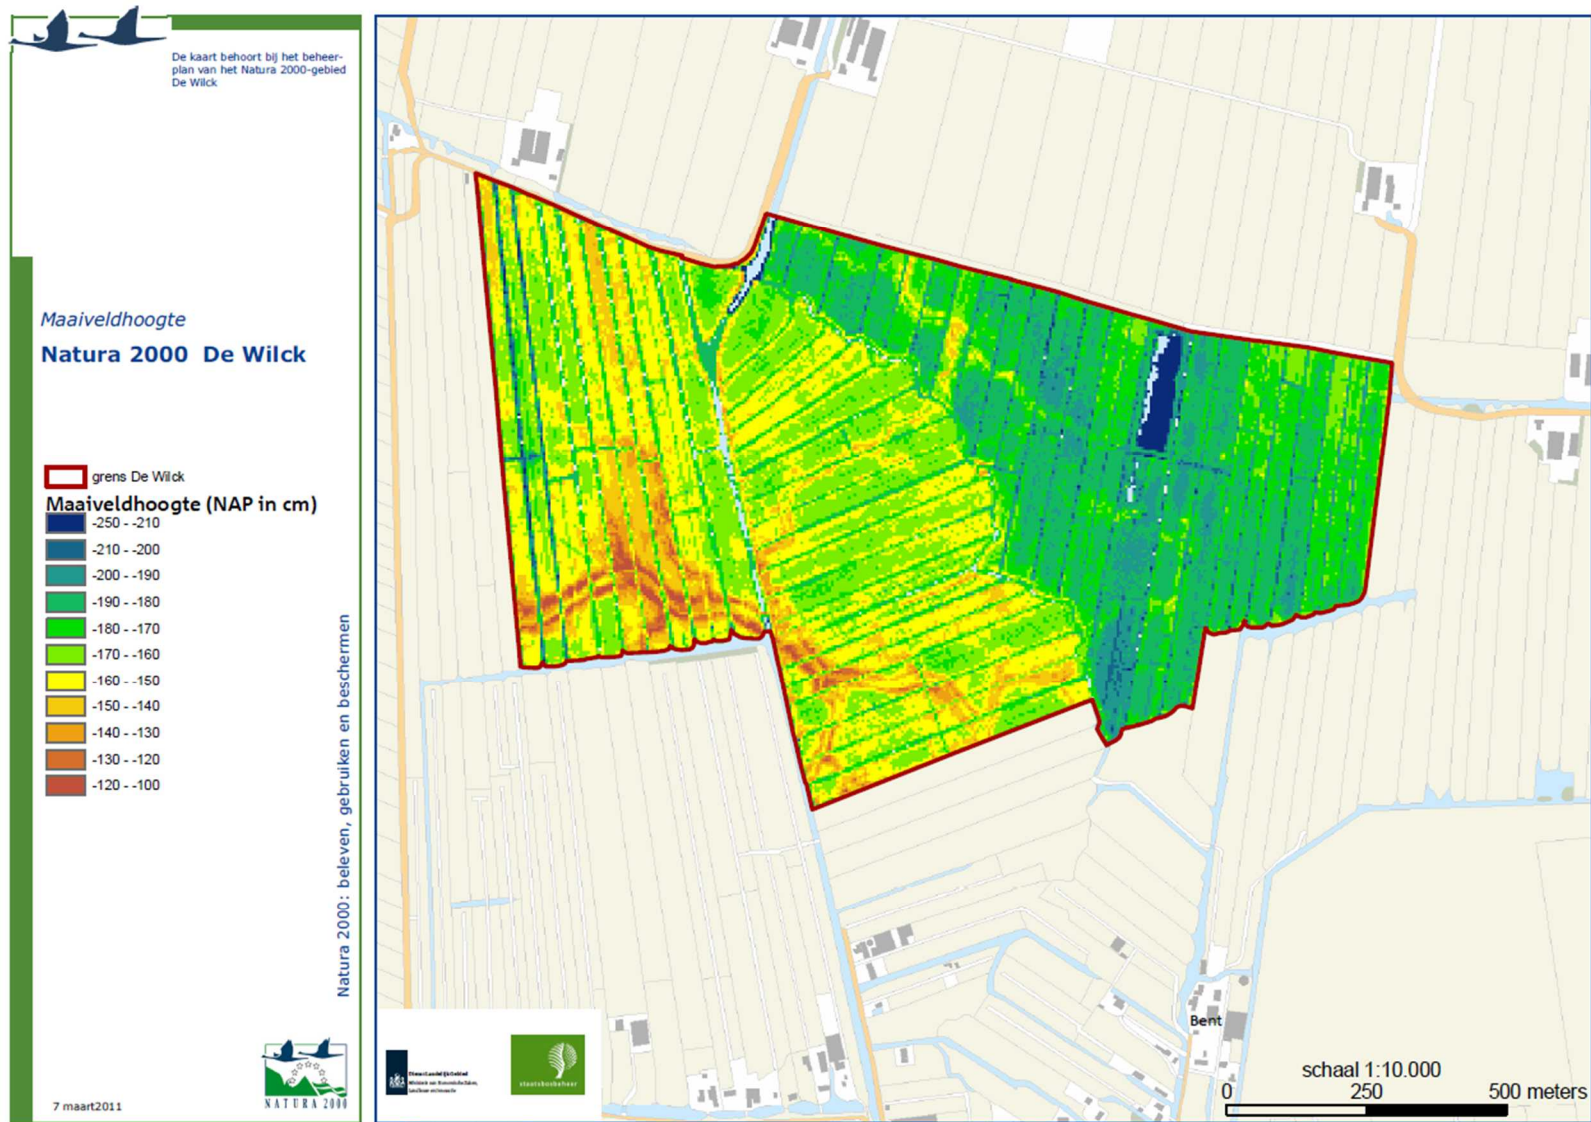 De kaart behoort bij het beheer-
plan van het Natura 2000-gebied
De Wilck
Maaiveldhoogte
Natura 2000 De Wilck
grens De Wilck
Maaiveldhoogte (NAP in cm)
-250 - -210
-210 - -200
-200 - -190
-190 - -180
-180 - -170
-170 - -160
-160 - -150
-150 - -140
-140 - -130
-130 - -120
-120 - -100
Natura 2000: beleven, gebruiken en beschermen
NATURA 2000
7 maart2011
Dienst Landelijk Gebied
staatsbosbeheer
Bent
schaal 1:10.000
0 250 500 meters